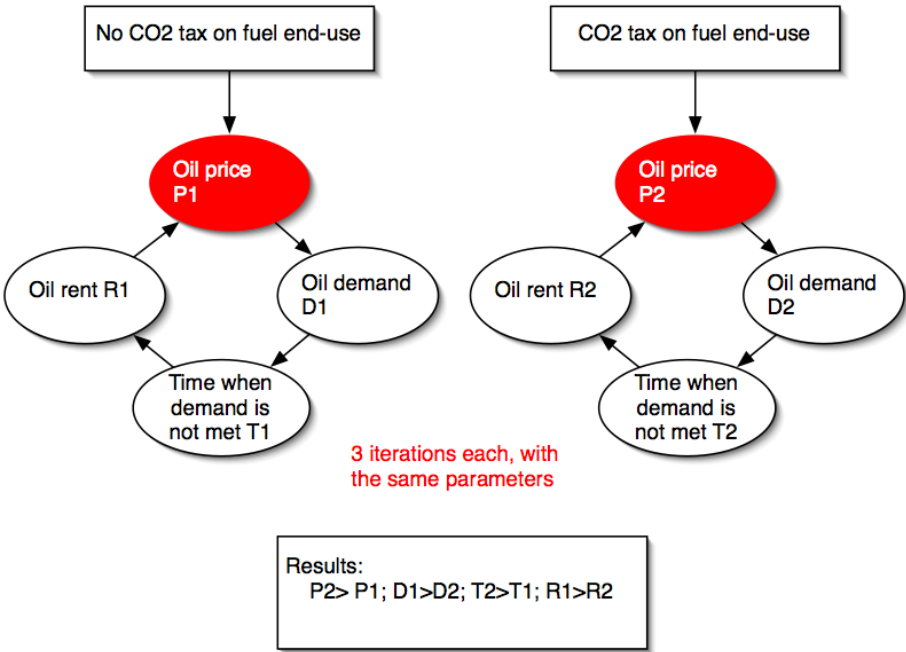 No CO2 tax on fuel end-use
CO2 tax on fuel end-use
Oil price
P1
Oil price
P2
Oil rent R1
Oil demand
D1
Oil rent R2
Oil demand
D2
Time when
demand is
not met T1
Time when
demand is
not met T2
3 iterations each, with
the same parameters
Results:
P2> P1; D1>D2; T2>T1; R1>R2